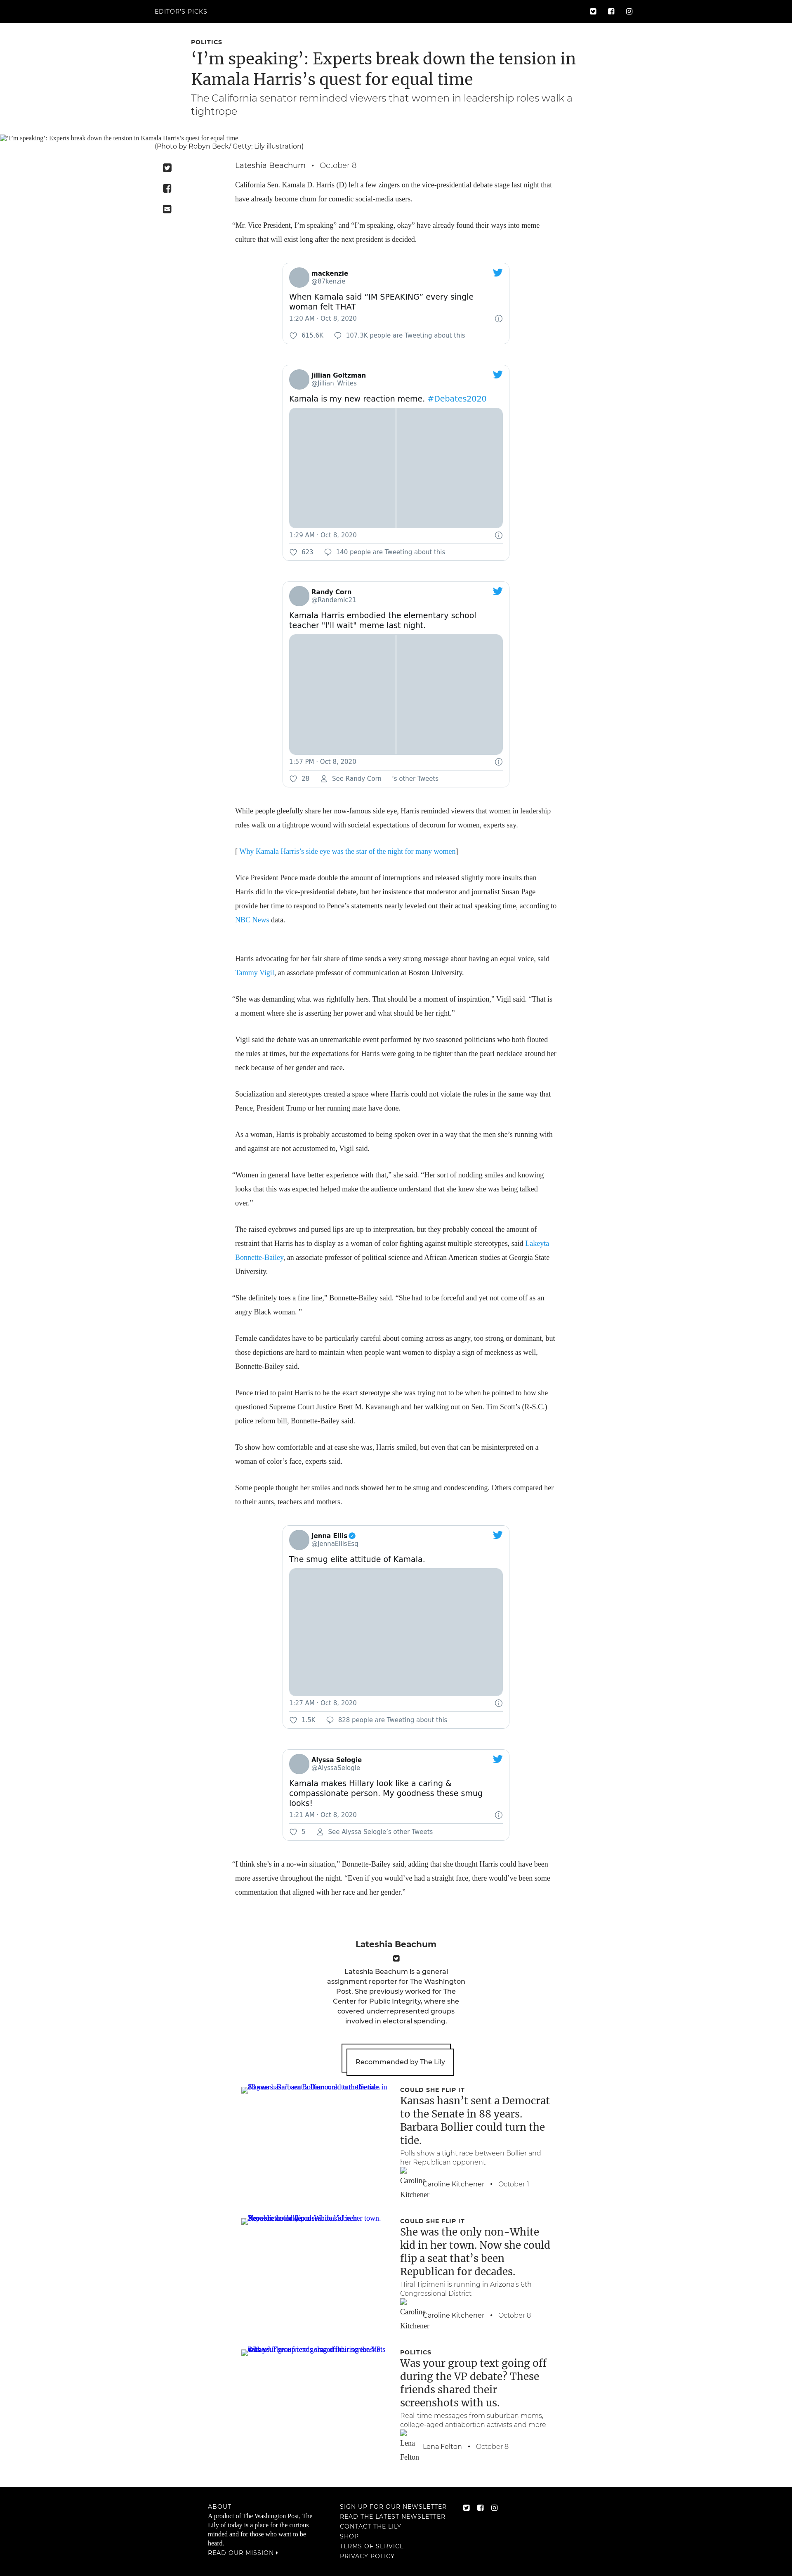 EDITOR'S PICKS
POLITICS
‘I’m speaking’: Experts break down the tension in
Kamala Harris’s quest for equal time
The California senator reminded viewers that women in leadership roles walk a
tightrope
‘I’m speaking’: Experts break down the tension in Kamala Harris’s quest for equal time
(Photo by Robyn Beck/ Getty; Lily illustration)
Lateshia Beachum • October 8
California Sen. Kamala D. Harris (D) left a few zingers on the vice-presidential debate stage last night that
have already become chum for comedic social-media users.
“Mr. Vice President, I’m speaking” and “I’m speaking, okay” have already found their ways into meme
culture that will exist long after the next president is decided.
mackenzie
@87kenzie
When Kamala said “IM SPEAKING” every single
woman felt THAT
1:20 AM · Oct 8, 2020
615.6K 107.3K people are Tweeting about this
Jillian Goltzman
@Jillian_Writes
Kamala is my new reaction meme. #Debates2020
1:29 AM · Oct 8, 2020
623 140 people are Tweeting about this
Randy Corn
@Randemic21
Kamala Harris embodied the elementary school
teacher "I'll wait" meme last night.
1:57 PM · Oct 8, 2020
28 See Randy Corn 's other Tweets
While people gleefully share her now-famous side eye, Harris reminded viewers that women in leadership
roles walk on a tightrope wound with societal expectations of decorum for women, experts say.
[ Why Kamala Harris’s side eye was the star of the night for many women]
Vice President Pence made double the amount of interruptions and released slightly more insults than
Harris did in the vice-presidential debate, but her insistence that moderator and journalist Susan Page
provide her time to respond to Pence’s statements nearly leveled out their actual speaking time, according to
NBC News data.
Harris advocating for her fair share of time sends a very strong message about having an equal voice, said
Tammy Vigil, an associate professor of communication at Boston University.
“She was demanding what was rightfully hers. That should be a moment of inspiration,” Vigil said. “That is
a moment where she is asserting her power and what should be her right.”
Vigil said the debate was an unremarkable event performed by two seasoned politicians who both flouted
the rules at times, but the expectations for Harris were going to be tighter than the pearl necklace around her
neck because of her gender and race.
Socialization and stereotypes created a space where Harris could not violate the rules in the same way that
Pence, President Trump or her running mate have done.
As a woman, Harris is probably accustomed to being spoken over in a way that the men she’s running with
and against are not accustomed to, Vigil said.
“Women in general have better experience with that,” she said. “Her sort of nodding smiles and knowing
looks that this was expected helped make the audience understand that she knew she was being talked
over.”
The raised eyebrows and pursed lips are up to interpretation, but they probably conceal the amount of
restraint that Harris has to display as a woman of color fighting against multiple stereotypes, said Lakeyta
Bonnette-Bailey, an associate professor of political science and African American studies at Georgia State
University.
“She definitely toes a fine line,” Bonnette-Bailey said. “She had to be forceful and yet not come off as an
angry Black woman. ”
Female candidates have to be particularly careful about coming across as angry, too strong or dominant, but
those depictions are hard to maintain when people want women to display a sign of meekness as well,
Bonnette-Bailey said.
Pence tried to paint Harris to be the exact stereotype she was trying not to be when he pointed to how she
questioned Supreme Court Justice Brett M. Kavanaugh and her walking out on Sen. Tim Scott’s (R-S.C.)
police reform bill, Bonnette-Bailey said.
To show how comfortable and at ease she was, Harris smiled, but even that can be misinterpreted on a
woman of color’s face, experts said.
Some people thought her smiles and nods showed her to be smug and condescending. Others compared her
to their aunts, teachers and mothers.
Jenna Ellis
@JennaEllisEsq
The smug elite attitude of Kamala.
1:27 AM · Oct 8, 2020
1.5K 828 people are Tweeting about this
Alyssa Selogie
@AlyssaSelogie
Kamala makes Hillary look like a caring &
compassionate person. My goodness these smug
looks!
1:21 AM · Oct 8, 2020
5 See Alyssa Selogie's other Tweets
“I think she’s in a no-win situation,” Bonnette-Bailey said, adding that she thought Harris could have been
more assertive throughout the night. “Even if you would’ve had a straight face, there would’ve been some
commentation that aligned with her race and her gender.”
Lateshia Beachum
Lateshia Beachum is a general
assignment reporter for The Washington
Post. She previously worked for The
Center for Public Integrity, where she
covered underrepresented groups
involved in electoral spending.
Recommended by The Lily
COULD SHE FLIP IT
Kansas hasn’t sent a Democrat
to the Senate in 88 years.
Barbara Bollier could turn the
tide.
Polls show a tight race between Bollier and
her Republican opponent
Caroline
Kitchener
Caroline Kitchener • October 1
COULD SHE FLIP IT
She was the only non-White
kid in her town. Now she could
flip a seat that’s been
Republican for decades.
Hiral Tipirneni is running in Arizona’s 6th
Congressional District
Caroline
Kitchener
Caroline Kitchener • October 8
POLITICS
Was your group text going off
during the VP debate? These
friends shared their
screenshots with us.
Real-time messages from suburban moms,
college-aged antiabortion activists and more
Lena
Felton
Lena Felton • October 8
ABOUT
A product of The Washington Post, The
Lily of today is a place for the curious
minded and for those who want to be
heard.
READ OUR MISSION
SIGN UP FOR OUR NEWSLETTER
READ THE LATEST NEWSLETTER
CONTACT THE LILY
SHOP
TERMS OF SERVICE
PRIVACY POLICY